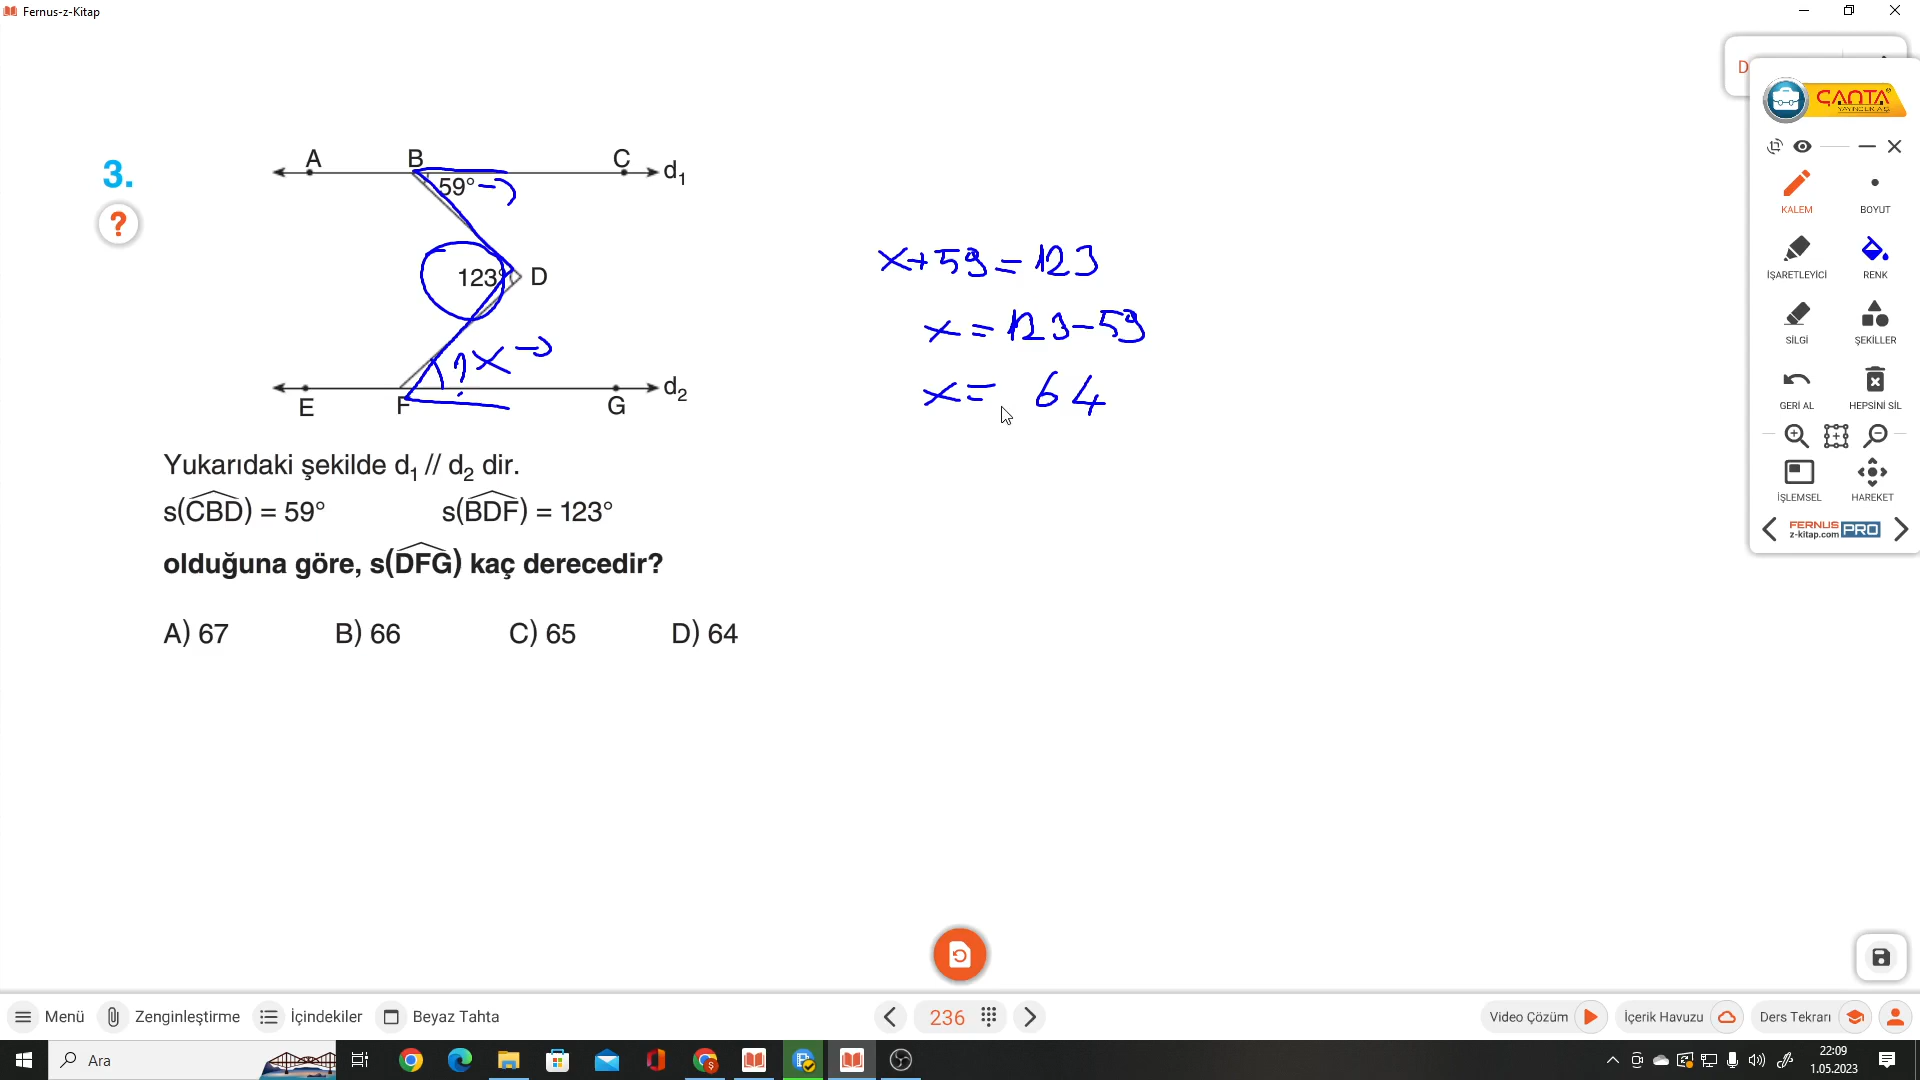 Fernus-z-Kitap
D
ÇANTA
YAYINCILIK A.Ş.
3.
?
A B C d1
59°
123° D
? x
E F G d2
x+59=123
x=123-59
x= 64
Yukarıdaki şekilde d1 // d2 dir.
s(CBD) = 59° s(BDF) = 123°
olduğuna göre, s(DFG) kaç derecedir?
A) 67 B) 66 C) 65 D) 64
KALEM BOYUT
İŞARETLEYİCİ RENK
SİLGİ ŞEKİLLER
GERİ AL HEPSİNİ SİL
İŞLEMSEL HAREKET
FERNUS
z-kitap.com PRO
Menü Zenginleştirme İçindekiler Beyaz Tahta 236 Video Çözüm İçerik Havuzu Ders Tekrarı
Ara
22:09
1.05.2023